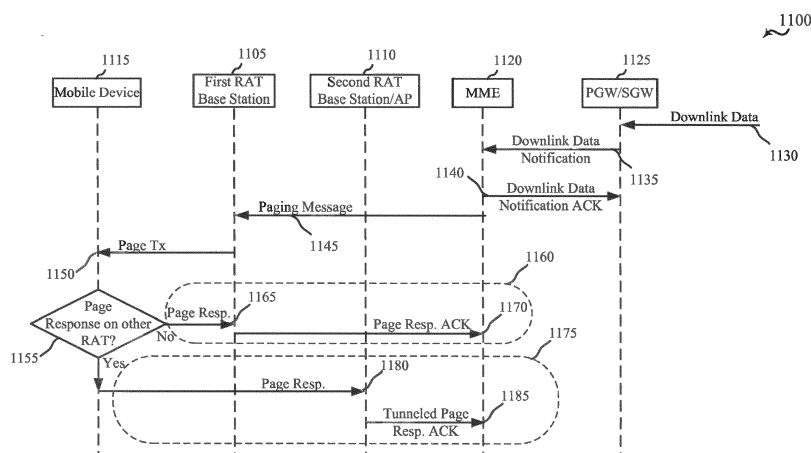 1100
1115
1105
1110
1120
1125
Mobile Device
First RAT
Base Station
Second RAT
Base Station/AP
MME
PGW/SGW
Downlink Data
1130
Downlink Data
Notification
1135
1140
Downlink Data
Notification ACK
Paging Message
1145
Page Tx
1150
1160
Page
Response on other
RAT?
1155
No
Yes
Page Resp.
1165
Page Resp. ACK
1170
1175
Page Resp.
1180
Tunneled Page
Resp. ACK
1185